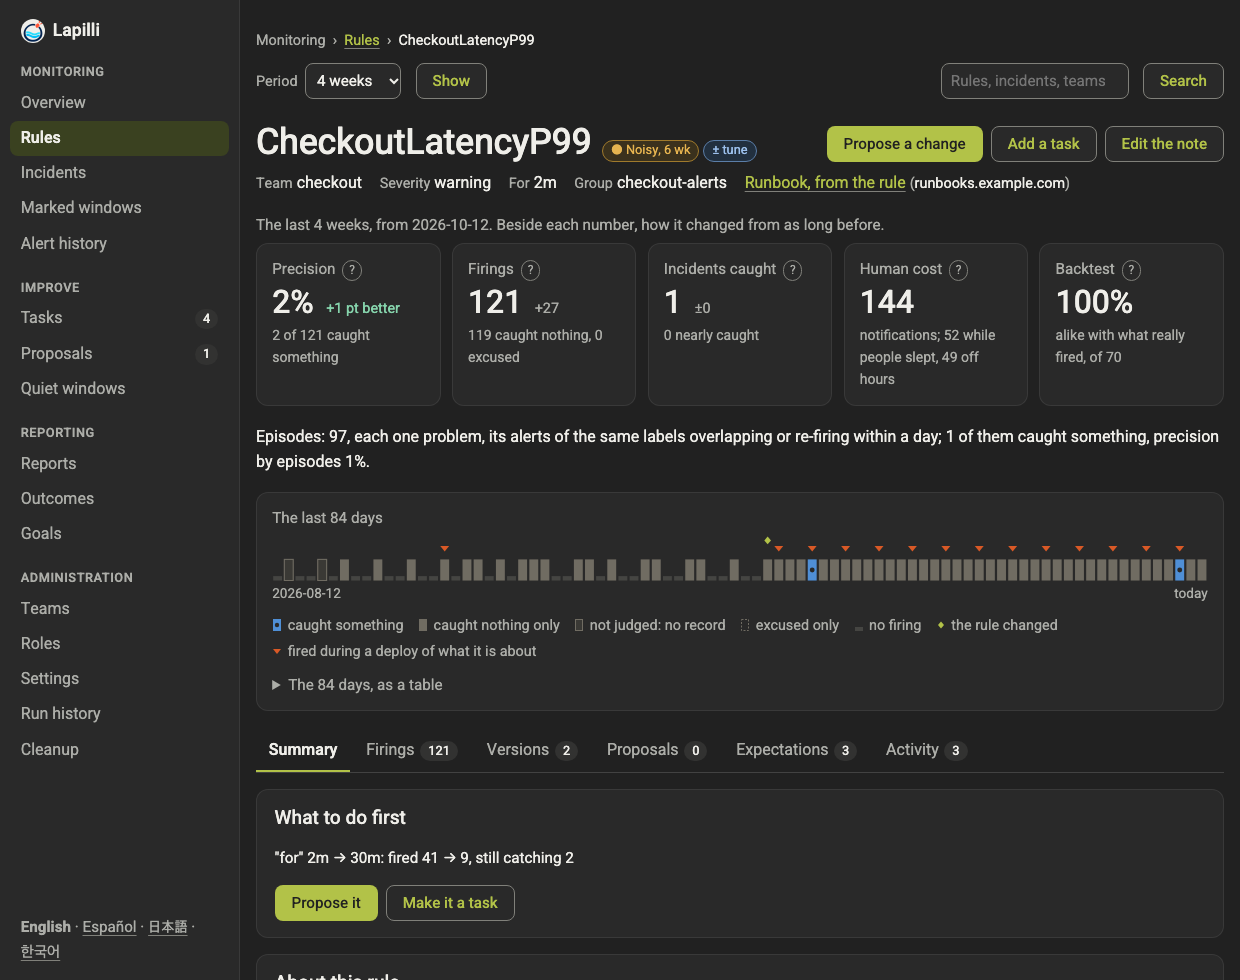 Lapilli
MONITORING
Overview
Rules
Incidents
Marked windows
Alert history
IMPROVE
Tasks 4
Proposals 1
Quiet windows
REPORTING
Reports
Outcomes
Goals
ADMINISTRATION
Teams
Roles
Settings
Run history
Cleanup
English · Español · 日本語 ·
한국어
Monitoring › Rules › CheckoutLatencyP99
Period 4 weeks Show Rules, incidents, teams Search
CheckoutLatencyP99 Noisy, 6 wk ± tune Propose a change Add a task Edit the note
Team checkout Severity warning For 2m Group checkout-alerts Runbook, from the rule (runbooks.example.com)
The last 4 weeks, from 2026-10-12. Beside each number, how it changed from as long before.
Precision ?
2% +1 pt better
2 of 121 caught
something
Firings ?
121 +27
119 caught nothing, 0
excused
Incidents caught ?
1 ±0
0 nearly caught
Human cost ?
144
notifications; 52 while
people slept, 49 off
hours
Backtest ?
100%
alike with what really
fired, of 70
Episodes: 97, each one problem, its alerts of the same labels overlapping or re-firing within a day; 1 of them caught something, precision
by episodes 1%.
The last 84 days
2026-08-12 today
caught something caught nothing only not judged: no record excused only no firing the rule changed
fired during a deploy of what it is about
The 84 days, as a table
Summary Firings 121 Versions 2 Proposals 0 Expectations 3 Activity 3
What to do first
"for" 2m → 30m: fired 41 → 9, still catching 2
Propose it Make it a task
About this rule